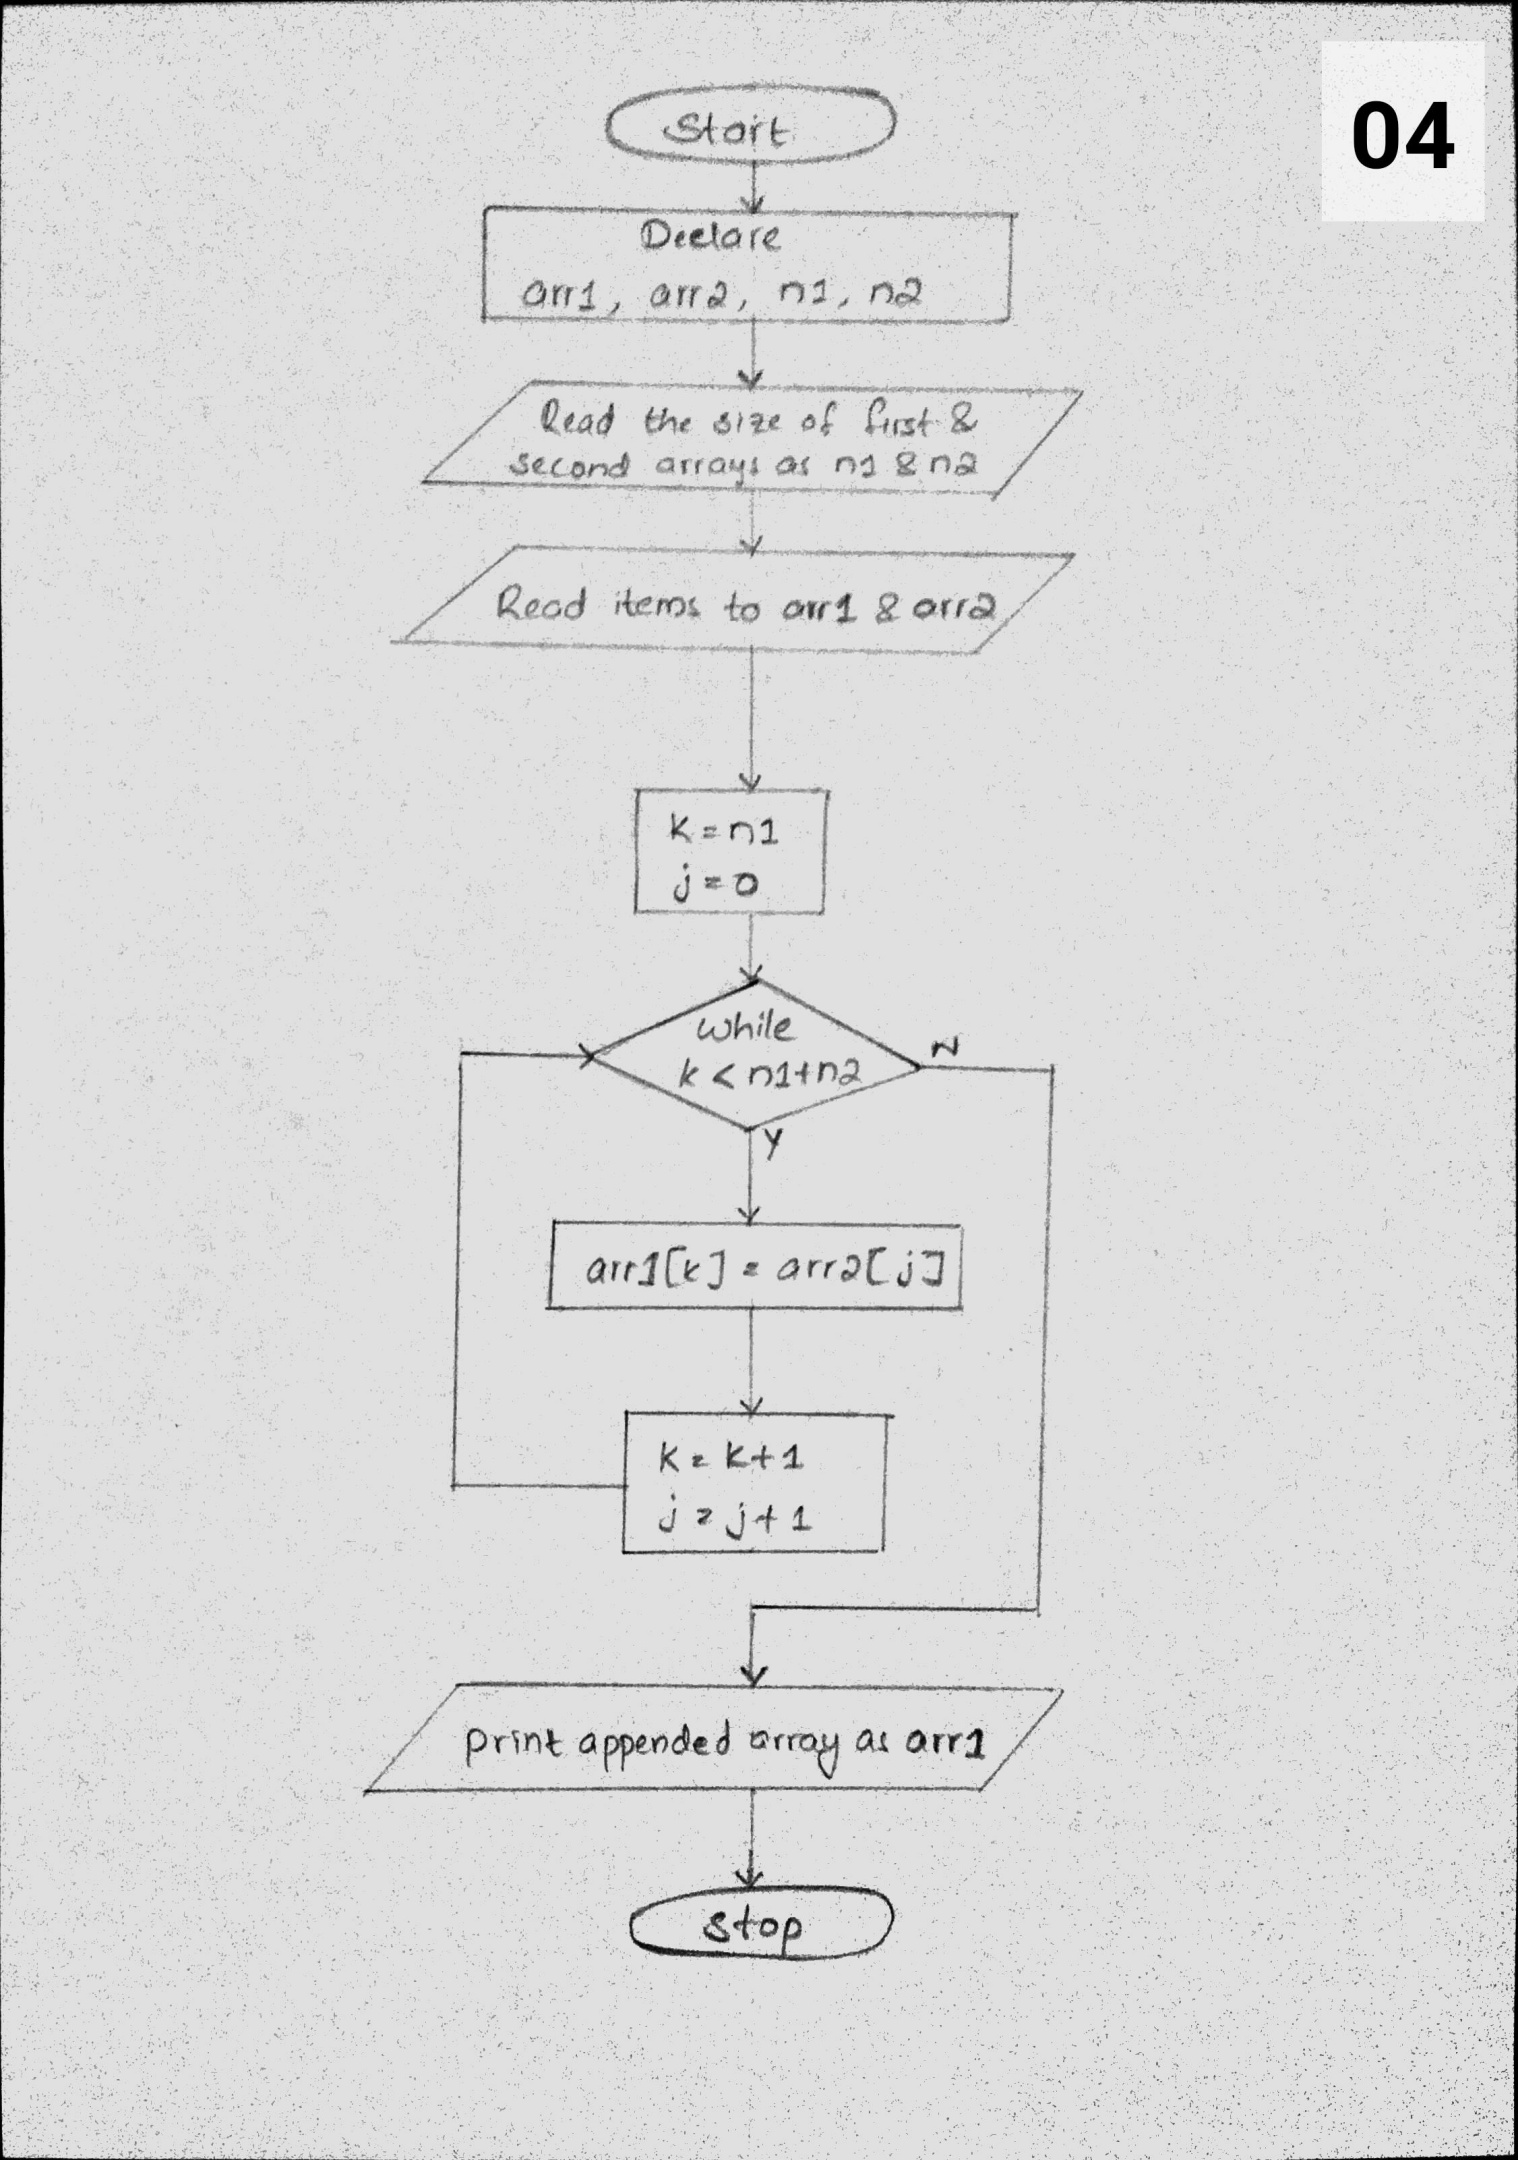 04
Start
Declare
arr1, arr2, n1, n2
Read the size of first &
second arrays as n1 & n2
Read items to arr1 & arr2
k = n1
j = 0
while
k < n1+n2
N
Y
arr1[k] = arr2[j]
k = k+1
j = j+1
print appended array as arr1
stop